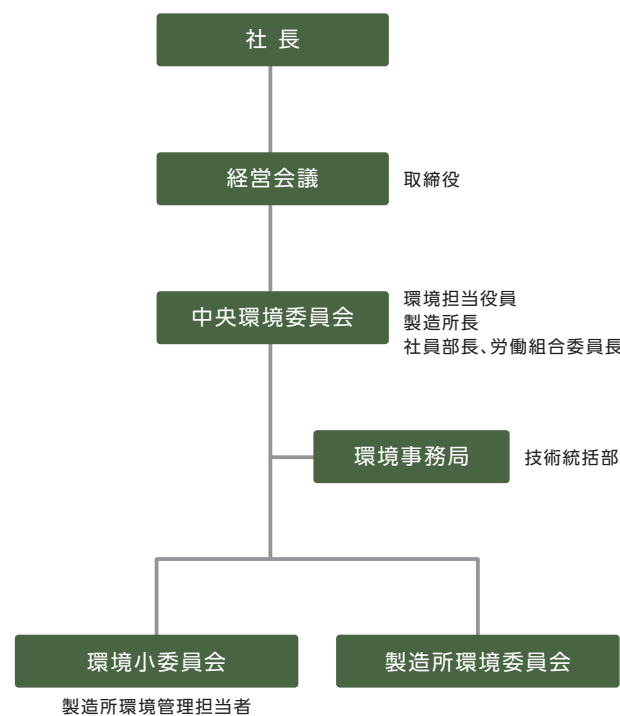 社 長
経営会議
取締役
中央環境委員会
環境担当役員
製造所長
社員部長、労働組合委員長
環境事務局
技術統括部
環境小委員会
製造所環境委員会
製造所環境管理担当者